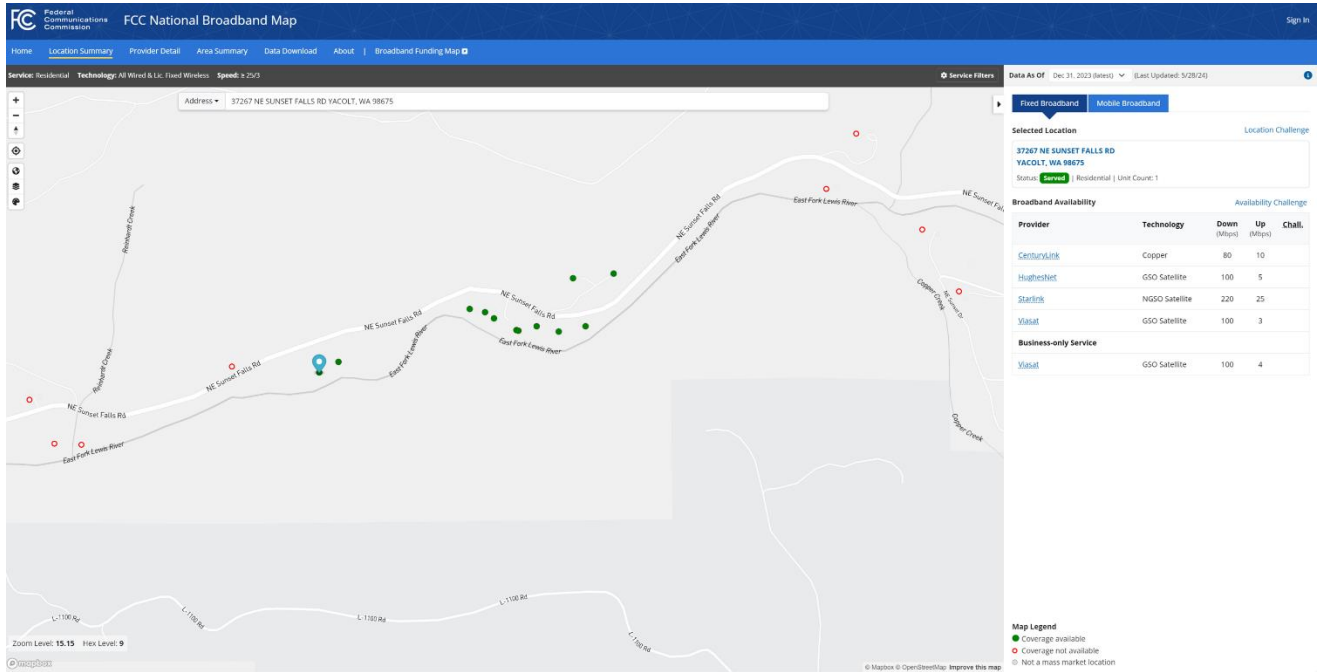 FCC Federal Communications Commission
FCC National Broadband Map
Sign In
Home Location Summary Provider Detail Area Summary Data Download About | Broadband Funding Map
Service: Residential Technology: All Wired & Lic. Fixed Wireless Speed: ≥ 25/3
Service Filters
Data As Of Dec 31, 2023 (latest) (Last Updated: 5/28/24)
Address 37267 NE SUNSET FALLS RD YACOLT, WA 98675
Fixed Broadband Mobile Broadband
Selected Location Location Challenge
37267 NE SUNSET FALLS RD
YACOLT, WA 98675
Status: Served | Residential | Unit Count: 1
Broadband Availability Availability Challenge
Provider Technology Down (Mbps) Up (Mbps) Chall.
CenturyLink Copper 80 10
HughesNet GSO Satellite 100 5
Starlink NGSO Satellite 220 25
Viasat GSO Satellite 100 3
Business-only Service
Viasat GSO Satellite 100 4
NE Sunset Fal
East Fork Lewis River
NE Sunset Falls Rd
East Fork Lewis River
Reinhardt Creek
Copper Creek
NE Sunset Dr
NE Sunset Falls Rd
NE Sunset Falls Rd
East Fork Lewis River
East Fork Lewis River
Reinhardt Creek
NE Sunset Falls Rd
NE Sunset Falls Rd
East Fork Lewis River
Copper Creek
L-1100 Rd
L-1100 Rd
L-1100 Rd
L-1100 Rd
L-1100 Rd
Zoom Level: 15.15 Hex Level: 9
mapbox
© Mapbox © OpenStreetMap Improve this map
Map Legend
Coverage available
Coverage not available
Not a mass market location